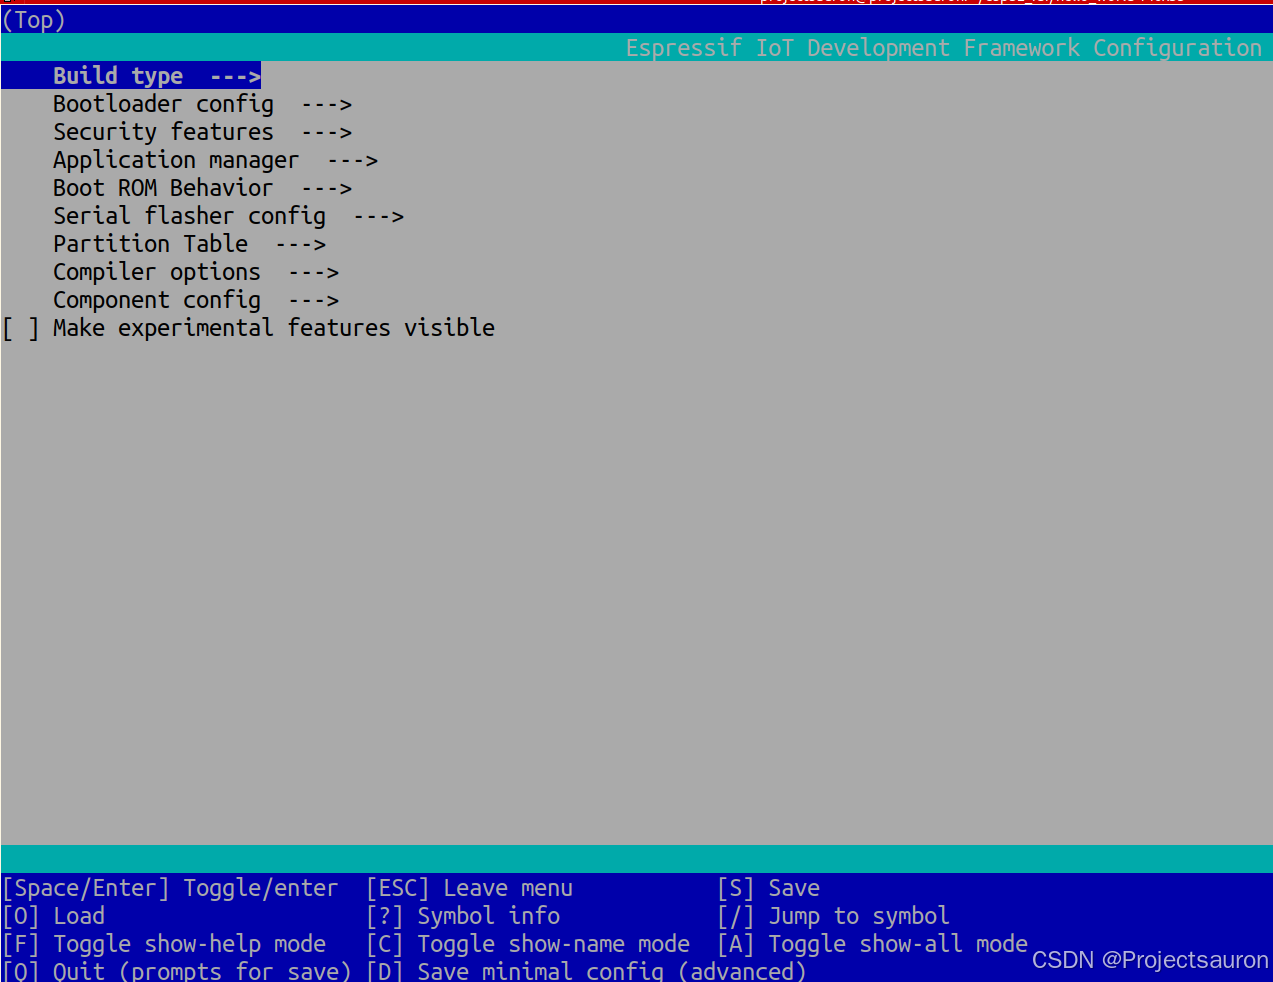 (Top)
Espressif IoT Development Framework Configuration
Build type  --->
Bootloader config  --->
Security features  --->
Application manager  --->
Boot ROM Behavior  --->
Serial flasher config  --->
Partition Table  --->
Compiler options  --->
Component config  --->
[ ] Make experimental features visible
[Space/Enter] Toggle/enter  [ESC] Leave menu           [S] Save
[O] Load                    [?] Symbol info            [/] Jump to symbol
[F] Toggle show-help mode   [C] Toggle show-name mode  [A] Toggle show-all mode
[Q] Quit (prompts for save) [D] Save minimal config (advanced)
CSDN @Projectsauron